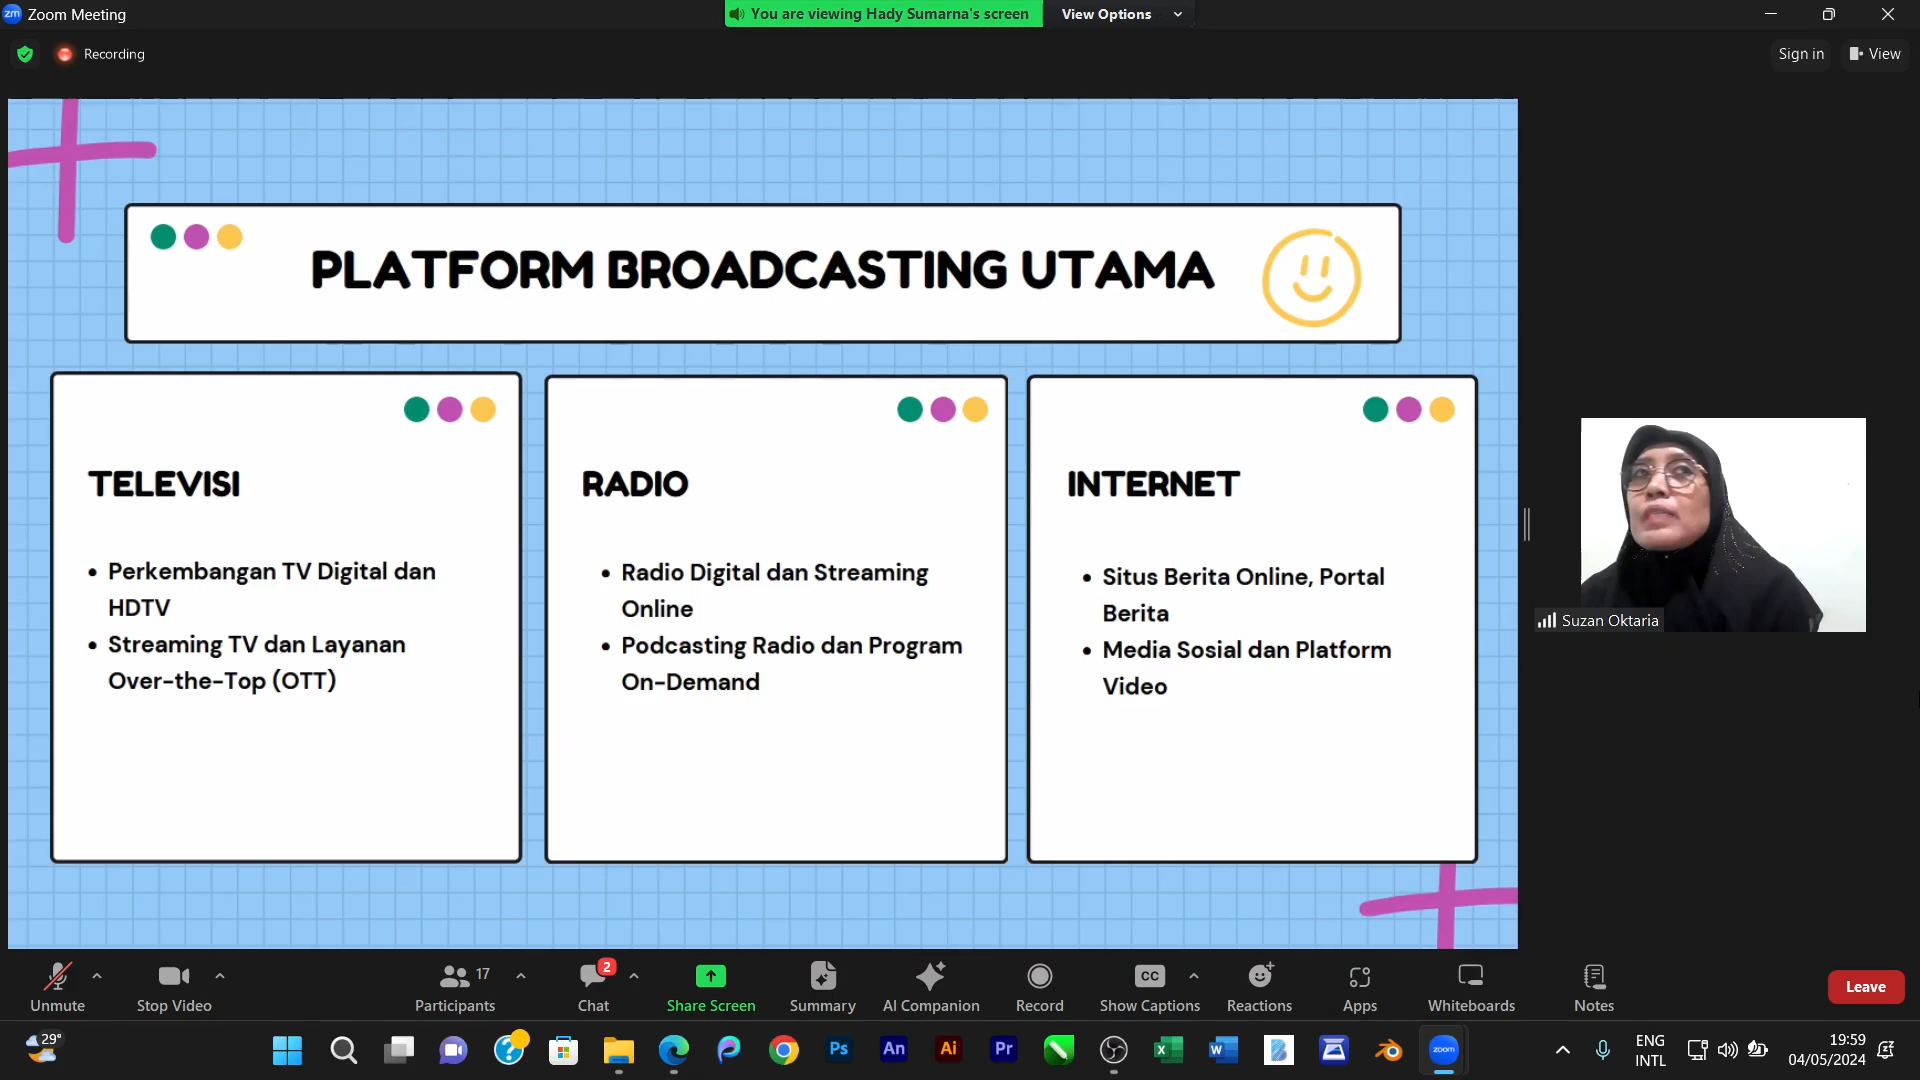 Zoom Meeting
You are viewing Hady Sumarna's screen
View Options
Recording
Sign in
View
PLATFORM BROADCASTING UTAMA
TELEVISI
Perkembangan TV Digital dan
HDTV
Streaming TV dan Layanan
Over-the-Top (OTT)
RADIO
Radio Digital dan Streaming
Online
Podcasting Radio dan Program
On-Demand
INTERNET
Situs Berita Online, Portal
Berita
Media Sosial dan Platform
Video
Suzan Oktaria
Unmute
Stop Video
17
Participants
2
Chat
Share Screen
Summary
AI Companion
Record
CC
Show Captions
Reactions
Apps
Whiteboards
Notes
Leave
29°
Ps
An
Ai
Pr
zoom
ENG
INTL
19:59
04/05/2024